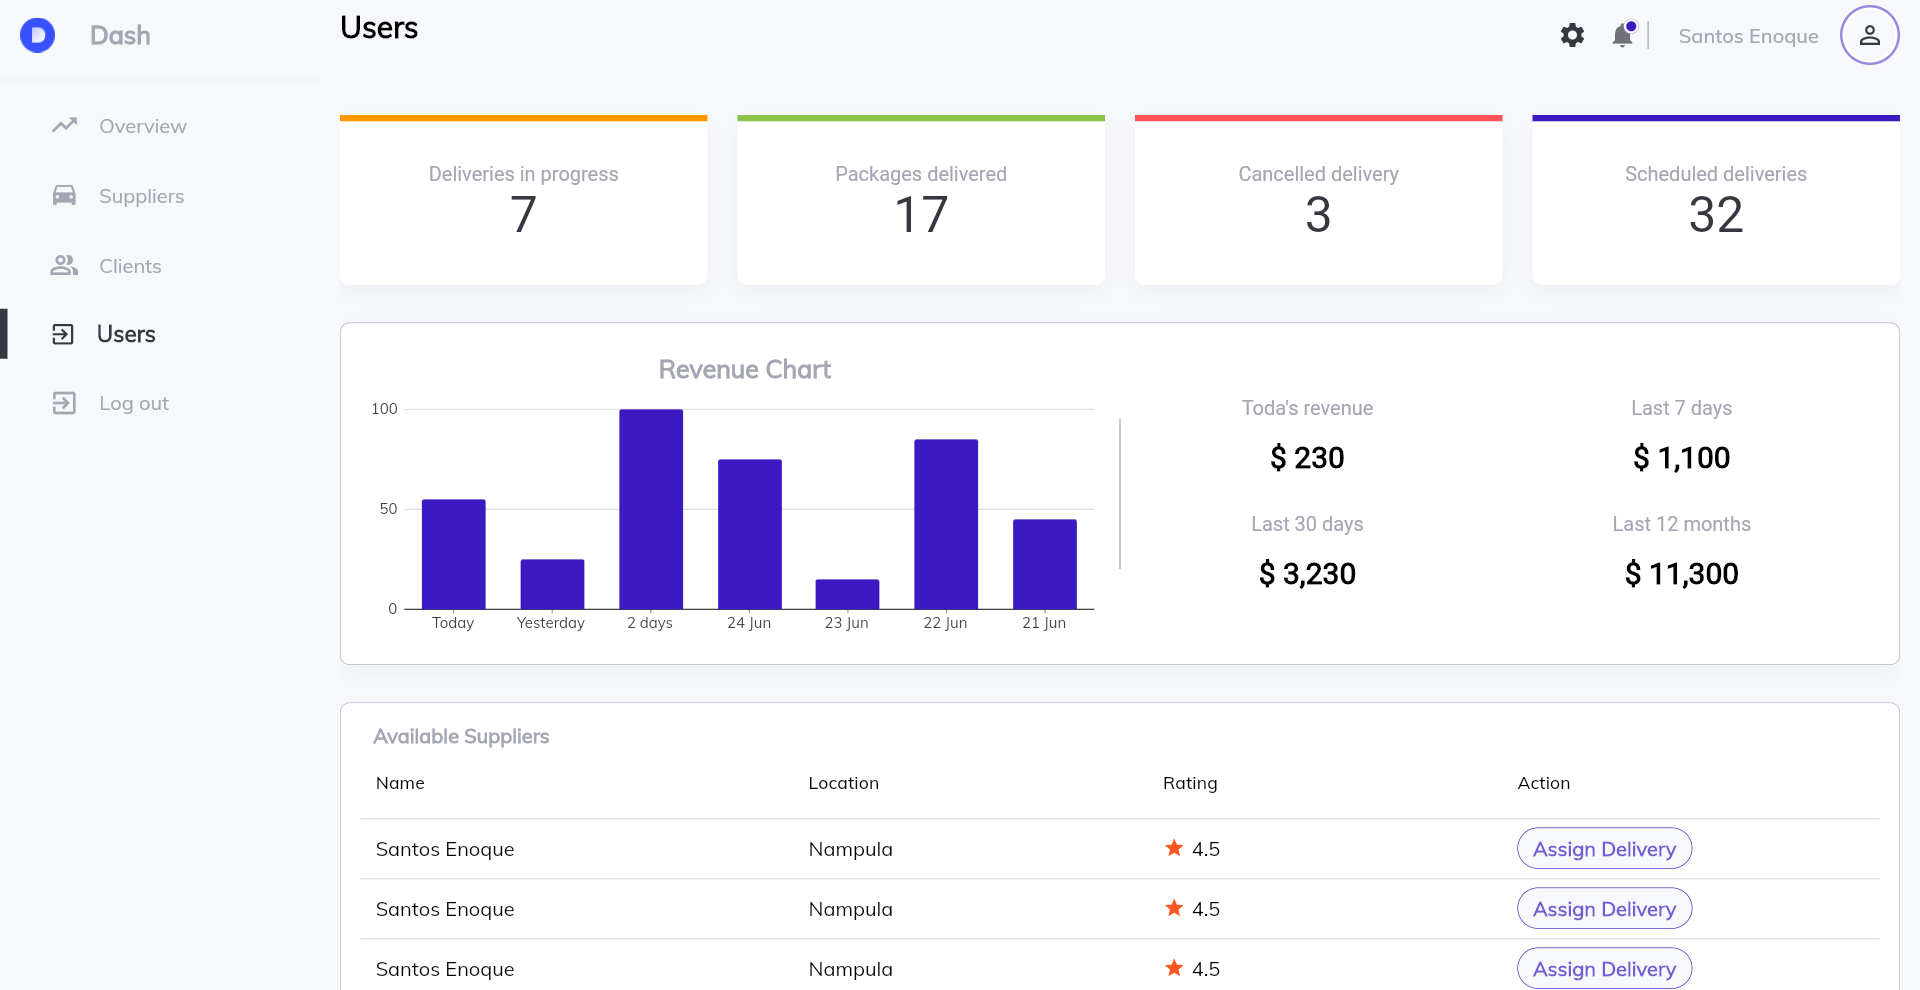 D
Dash
Users
Santos Enoque
Overview
Suppliers
Clients
Users
Log out
Deliveries in progress
7
Packages delivered
17
Cancelled delivery
3
Scheduled deliveries
32
Revenue Chart
100
50
0
Today Yesterday 2 days 24 Jun 23 Jun 22 Jun 21 Jun
Toda's revenue
$ 230
Last 7 days
$ 1,100
Last 30 days
$ 3,230
Last 12 months
$ 11,300
Available Suppliers
Name Location Rating Action
Santos Enoque Nampula 4.5 Assign Delivery
Santos Enoque Nampula 4.5 Assign Delivery
Santos Enoque Nampula 4.5 Assign Delivery